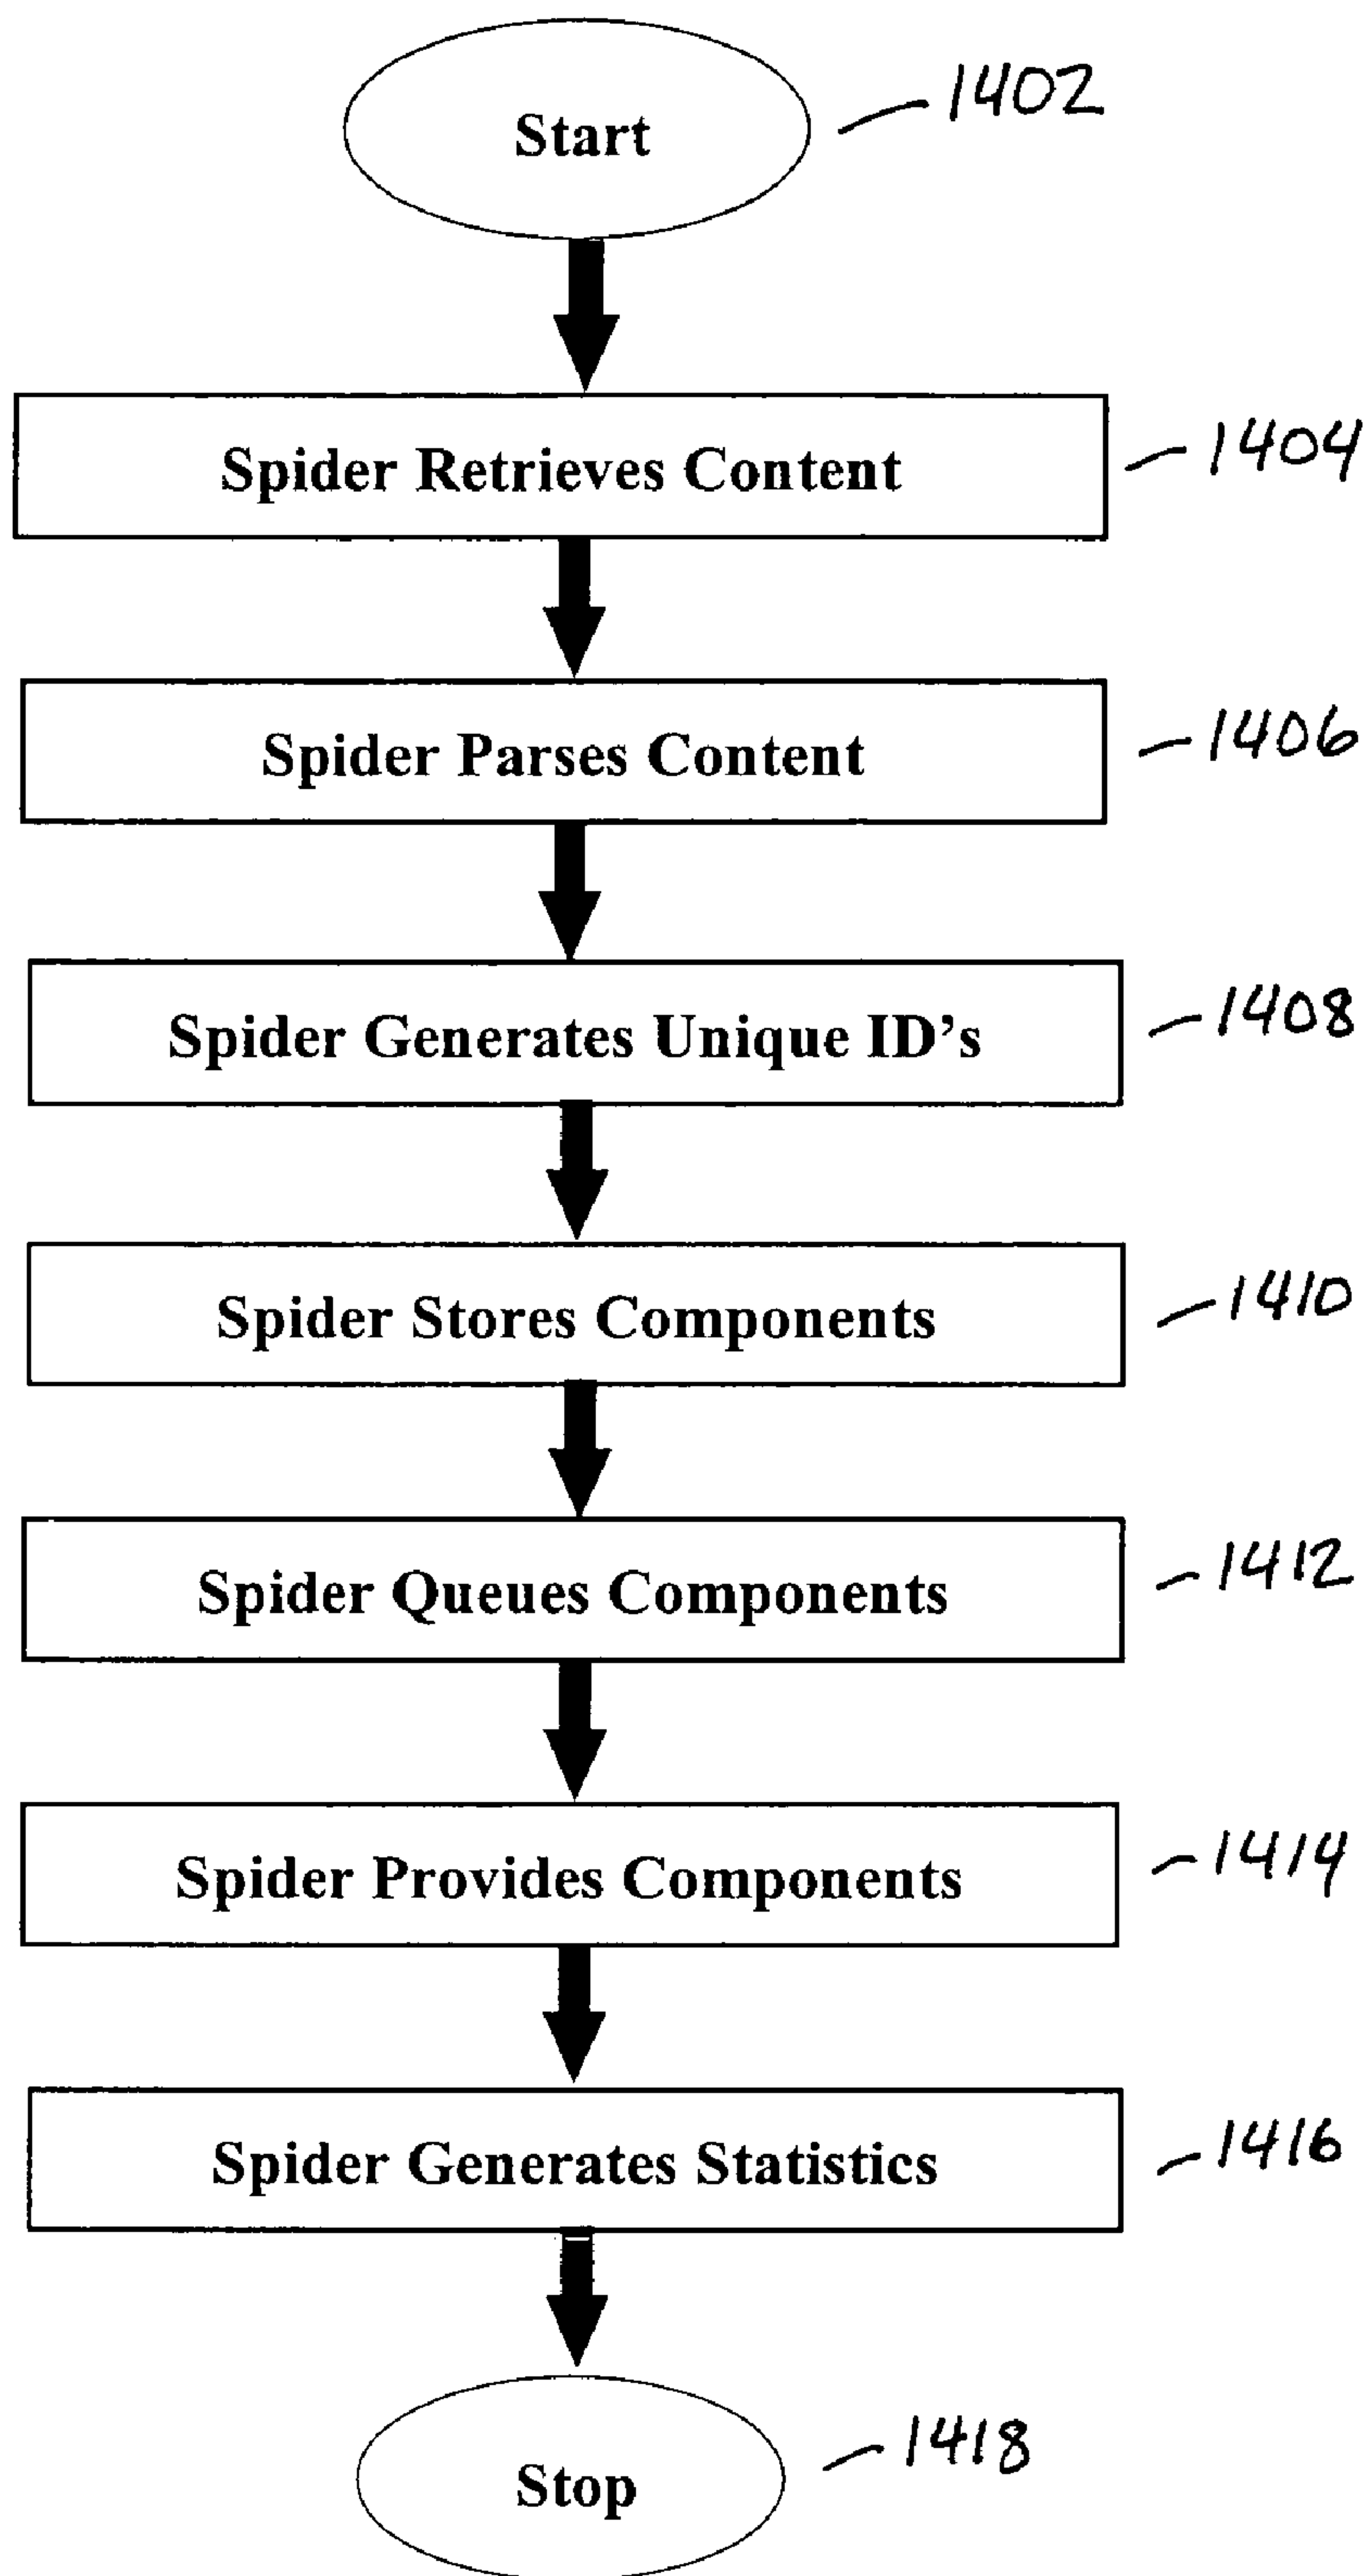 Start
1402
Spider Retrieves Content
1404
Spider Parses Content
1406
Spider Generates Unique ID’s
1408
Spider Stores Components
1410
Spider Queues Components
1412
Spider Provides Components
1414
Spider Generates Statistics
1416
Stop
1418